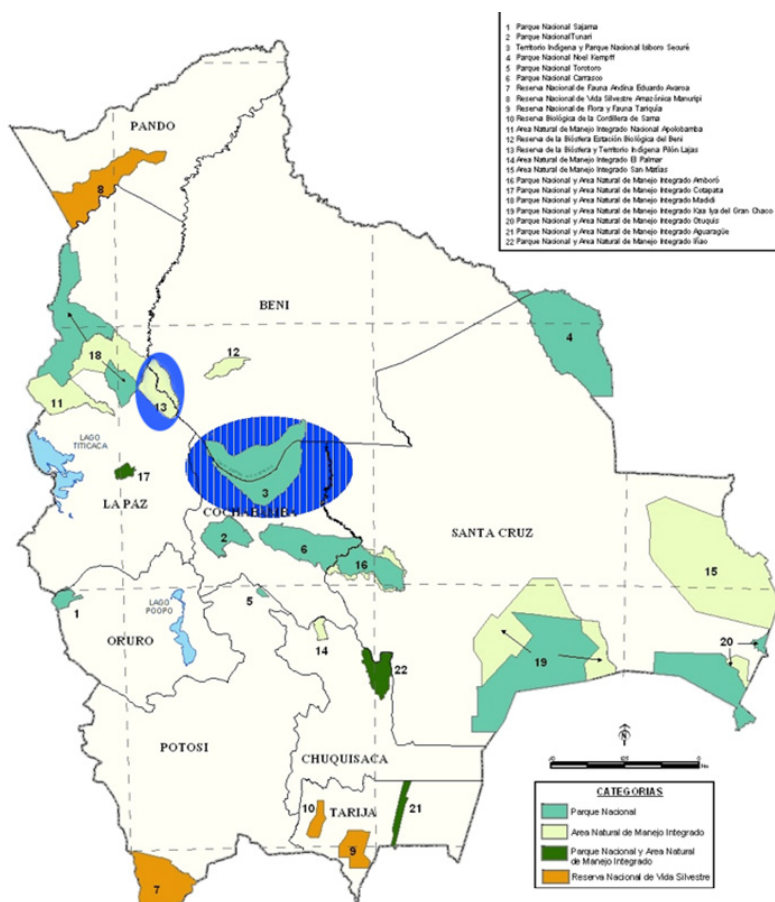 1 Parque Nacional Sajama
2 Parque NacionalTunari
3 Territorio Indígena y Parque Nacional Isiboro Securé
4 Parque Nacional Noel Kempff
5 Parque Nacional Torotoro
6 Parque Nacional Carrasco
7 Reserva Nacional de Fauna Andina Eduardo Avaroa
8 Reserva Nacional de Vida Silvestre Amazónica Manuripi
9 Reserva Nacional de Flora y Fauna Tariquía
10 Reserva Biológica de la Cordillera de Sama
11 Area Natural de Manejo Integrado Nacional Apolobamba
12 Reserva de la Biósfera Estación Biológica del Beni
13 Reserva de la Biósfera y Territorio Indígena Pilón Lajas
14 Area Natural de Manejo Integrado El Palmar
15 Area Natural de Manejo Integrado San Matías
16 Parque Nacional y Area Natural de Manejo Integrado Amboró
17 Parque Nacional y Area Natural de Manejo Integrado Cotapata
18 Parque Nacional y Area Natural de Manejo Integrado Madidi
19 Parque Nacional y Area Natural de Manejo Integrado Kaa Iya del Gran Chaco
20 Parque Nacional y Area Natural de Manejo Integrado Otuquis
21 Parque Nacional y Area Natural de Manejo Integrado Aguaragüe
22 Parque Nacional y Area Natural de Manejo Integrado Iñao
PANDO
8
BENI
4
12
18
13
11
LAGO
TITICACA
17
LA PAZ
3
COCHABAMBA
SANTA CRUZ
2
6
16
15
1
LAGO
POOPO
5
ORURO
14
20
19
22
POTOSI
CHUQUISACA
N
10
TARIJA
21
9
7
CATEGORIAS
Parque Nacional
Area Natural de Manejo Integrado
Parque Nacional y Area Natural
de Manejo Integrado
Reserva Nacional de Vida Silvestre